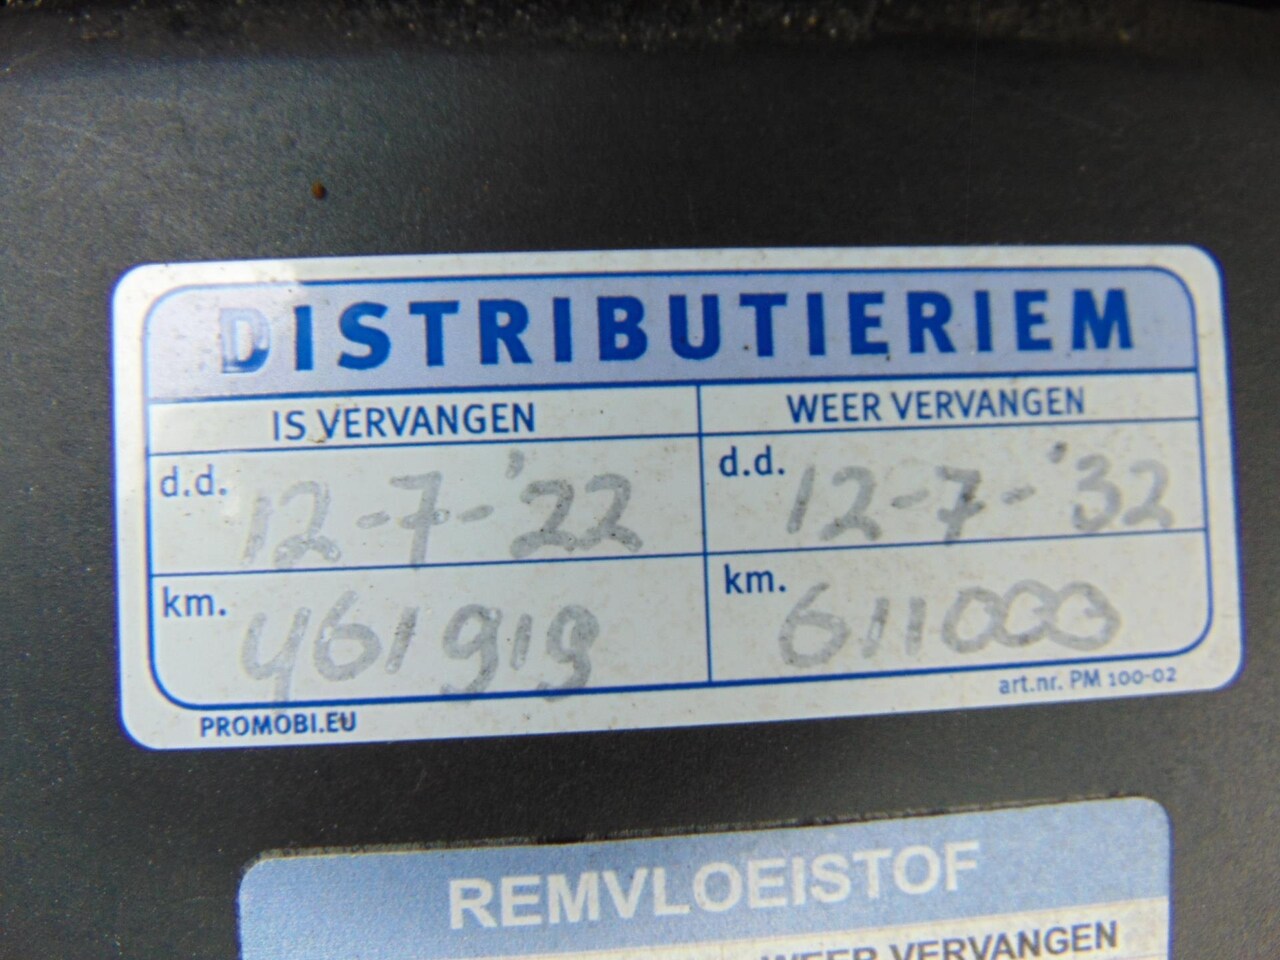 DISTRIBUTIERIEM
IS VERVANGEN WEER VERVANGEN
d.d. 12-7-'22 d.d. 12-7-'32
km. 461919 km. 611000
PROMOBI.EU art.nr. PM 100-02
REMVLOEISTOF
WEER VERVANGEN